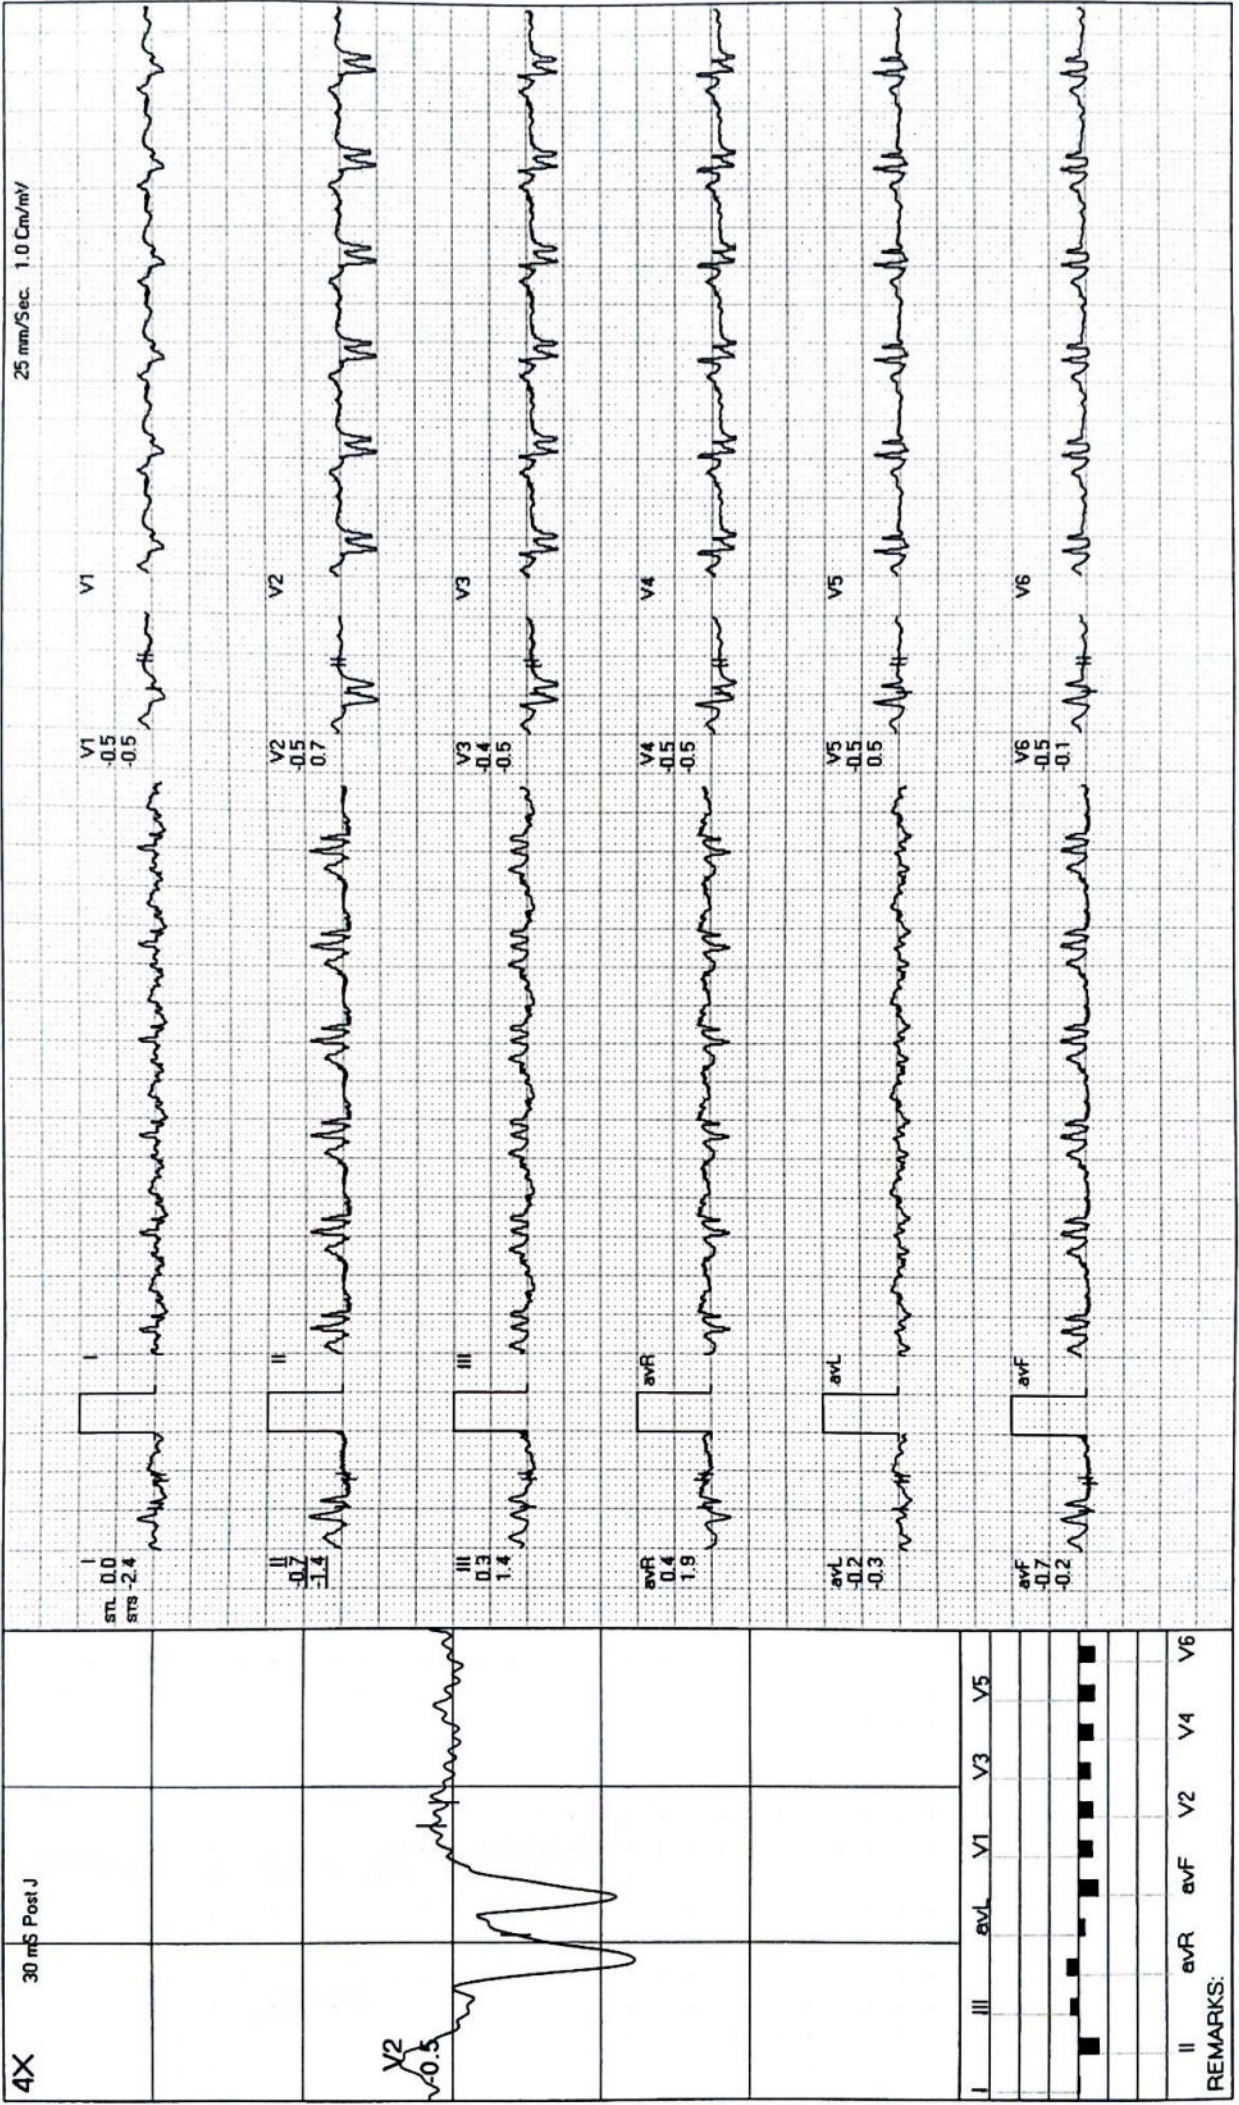 4X
30 mS Post J
25 mm/Sec. 1.0 Cm/mV
V2
-0.5
I
STL 0.0
STS -2.4
I
V1
-0.5
-0.5
V1
II
-0.7
-1.4
II
V2
-0.5
0.7
V2
III
0.3
1.4
III
V3
-0.4
-0.5
V3
avR
0.4
1.9
avR
V4
-0.5
-0.5
V4
avL
-0.2
-0.3
avL
V5
-0.5
0.5
V5
avF
-0.7
-0.2
avF
V6
-0.5
-0.1
V6
I III avL V1 V3 V5
II avR avF V2 V4 V6
REMARKS: